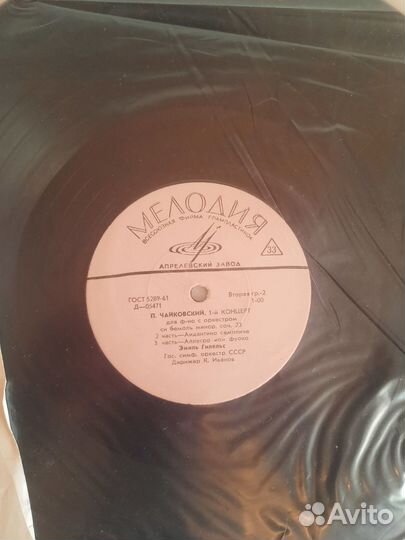 МЕЛОДИЯ
ВСЕСОЮЗНАЯ ФИРМА ГРАМПЛАСТИНОК
33
АПРЕЛЕВСКИЙ ЗАВОД
ГОСТ 5289-61
Д—05471
Вторая гр.-2
1-00
П. ЧАЙКОВСКИЙ, 1-й КОНЦЕРТ
для ф-но с оркестром
си бемоль минор, соч. 23
2 часть—Андантино семпличе
3 часть—Аллегро кон фуоко
Эмиль Гилельс
Гос. симф. оркестр СССР
Дирижер К. Иванов
Avito